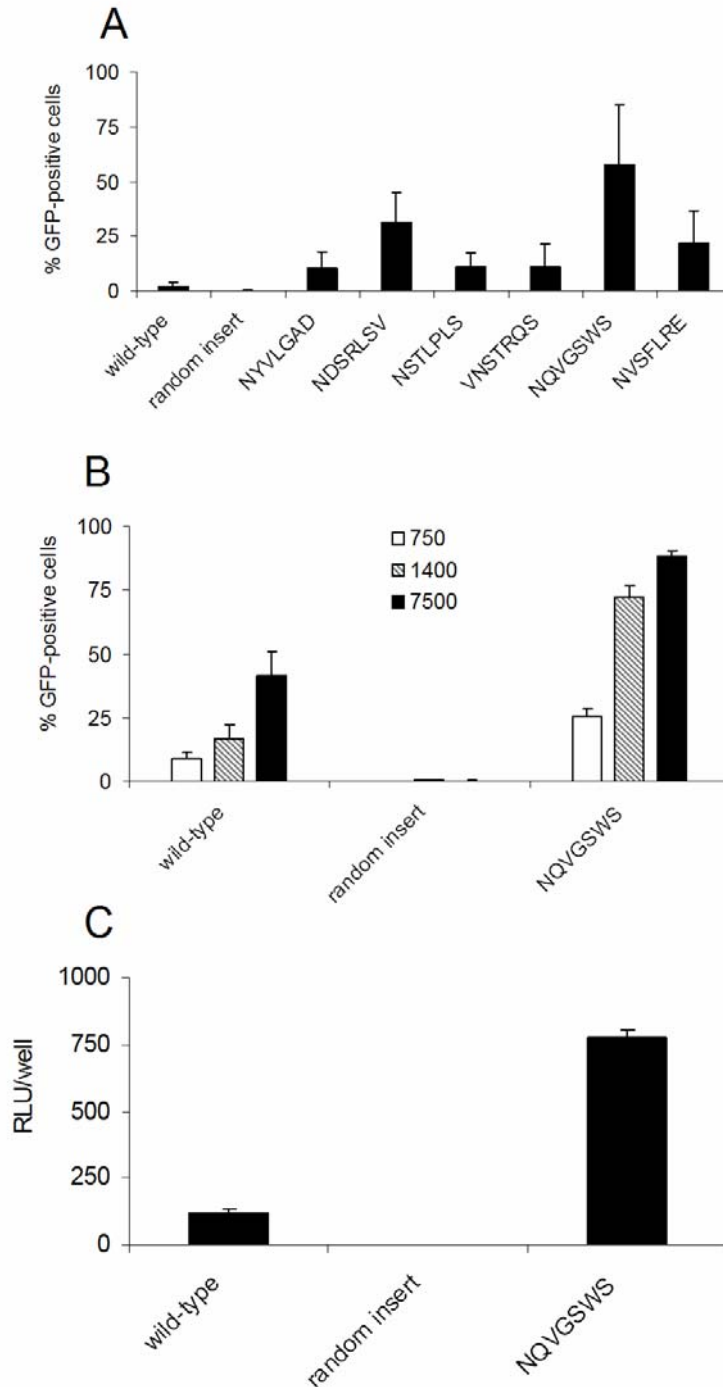 A
% GFP-positive cells
100
75
50
25
0
wild-type
random insert
NYVLGAD
NDSRLSV
NSTLPLS
VNSTRQS
NQVGSWS
NVSFLRE
B
% GFP-positive cells
100
75
50
25
0
750
1400
7500
wild-type
random insert
NQVGSWS
C
RLU/well
1000
750
500
250
0
wild-type
random insert
NQVGSWS